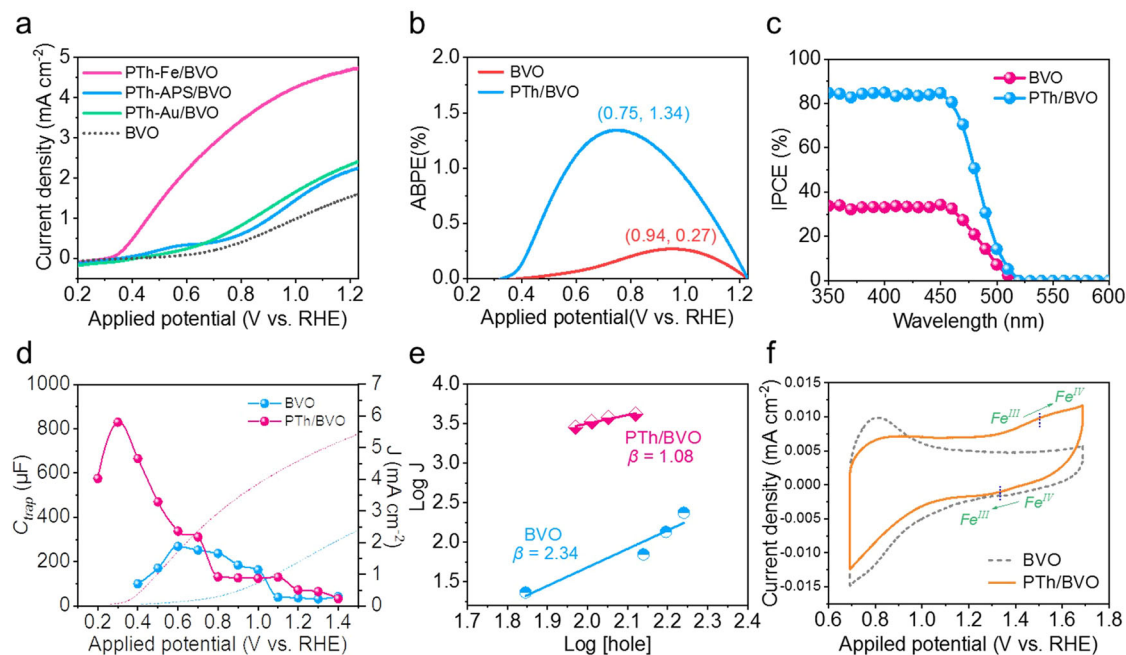 a
PTh-Fe/BVO
PTh-APS/BVO
PTh-Au/BVO
BVO
5
4
3
2
1
0
Current density (mA cm⁻²)
0.2 0.4 0.6 0.8 1.0 1.2
Applied potential (V vs. RHE)
b
BVO
PTh/BVO
(0.75, 1.34)
(0.94, 0.27)
2.0
1.5
1.0
0.5
0.0
ABPE(%)
0.2 0.4 0.6 0.8 1.0 1.2
Applied potential(V vs. RHE)
c
BVO
PTh/BVO
100
80
60
40
20
0
IPCE (%)
350 400 450 500 550 600
Wavelength (nm)
d
BVO
PTh/BVO
1000
800
600
400
200
0
C_trap (µF)
7
6
5
4
3
2
1
0
J (mA cm⁻²)
0.2 0.4 0.6 0.8 1.0 1.2 1.4
Applied potential (V vs. RHE)
e
PTh/BVO
β = 1.08
BVO
β = 2.34
4.0
3.5
3.0
2.5
2.0
1.5
Log J
1.7 1.8 1.9 2.0 2.1 2.2 2.3 2.4
Log [hole]
f
Fe^III Fe^IV
Fe^III Fe^IV
BVO
PTh/BVO
0.015
0.010
0.005
0.000
-0.005
-0.010
-0.015
Current density (mA cm⁻²)
0.6 0.8 1.0 1.2 1.4 1.6 1.8
Appiled potential (V vs. RHE)